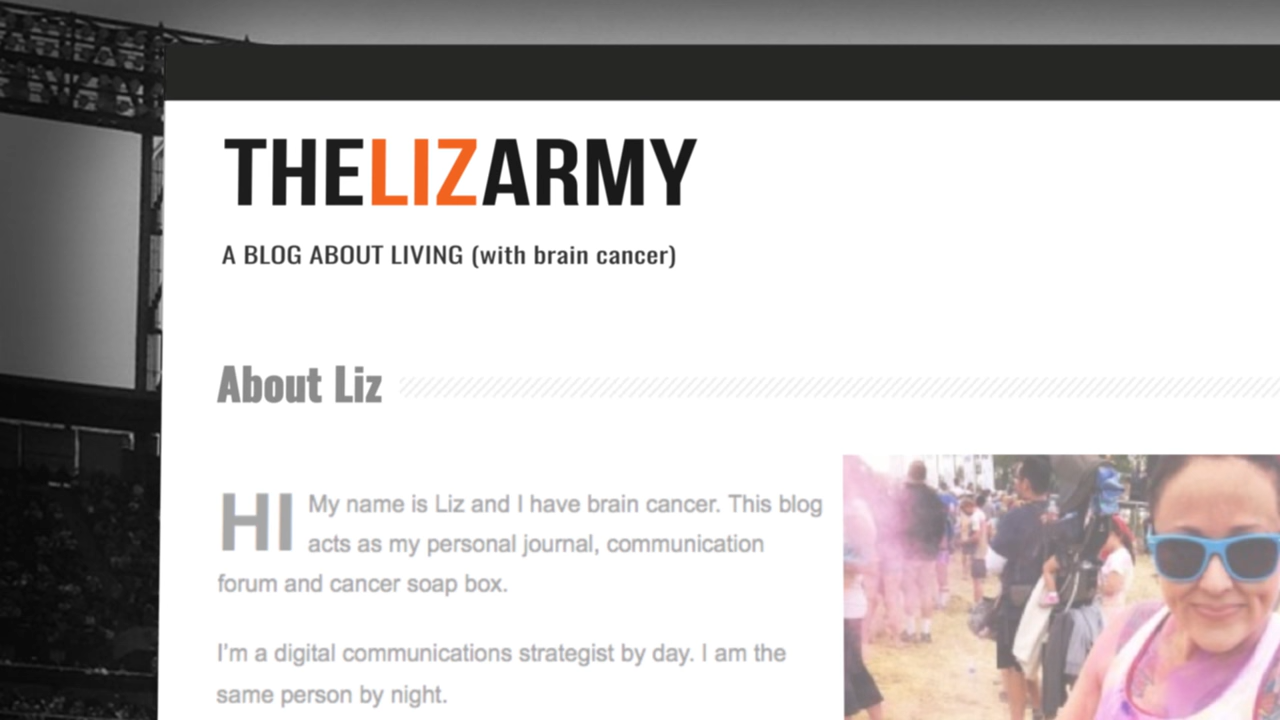 THELIZARMY
A BLOG ABOUT LIVING (with brain cancer)
About Liz
HI My name is Liz and I have brain cancer. This blog
acts as my personal journal, communication
forum and cancer soap box.
I'm a digital communications strategist by day. I am the
same person by night.